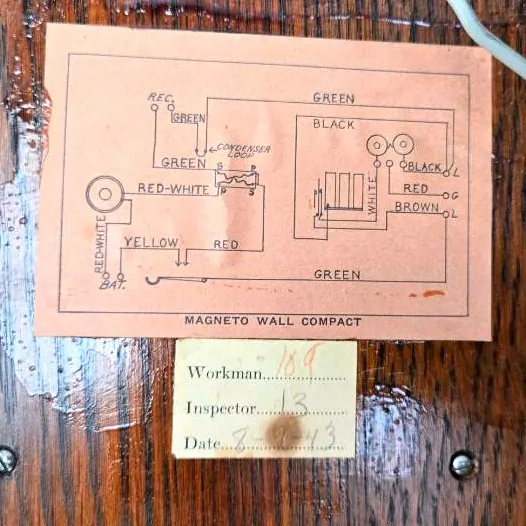 REC.
GREEN
GREEN
BLACK
CONDENSER
LOOP
GREEN
S S
BLACK L
RED-WHITE
WHITE
RED G
P P
BROWN L
RED-WHITE
YELLOW
RED
BAT.
GREEN
MAGNETO WALL COMPACT
Workman
Inspector 13
Date 8-9-43